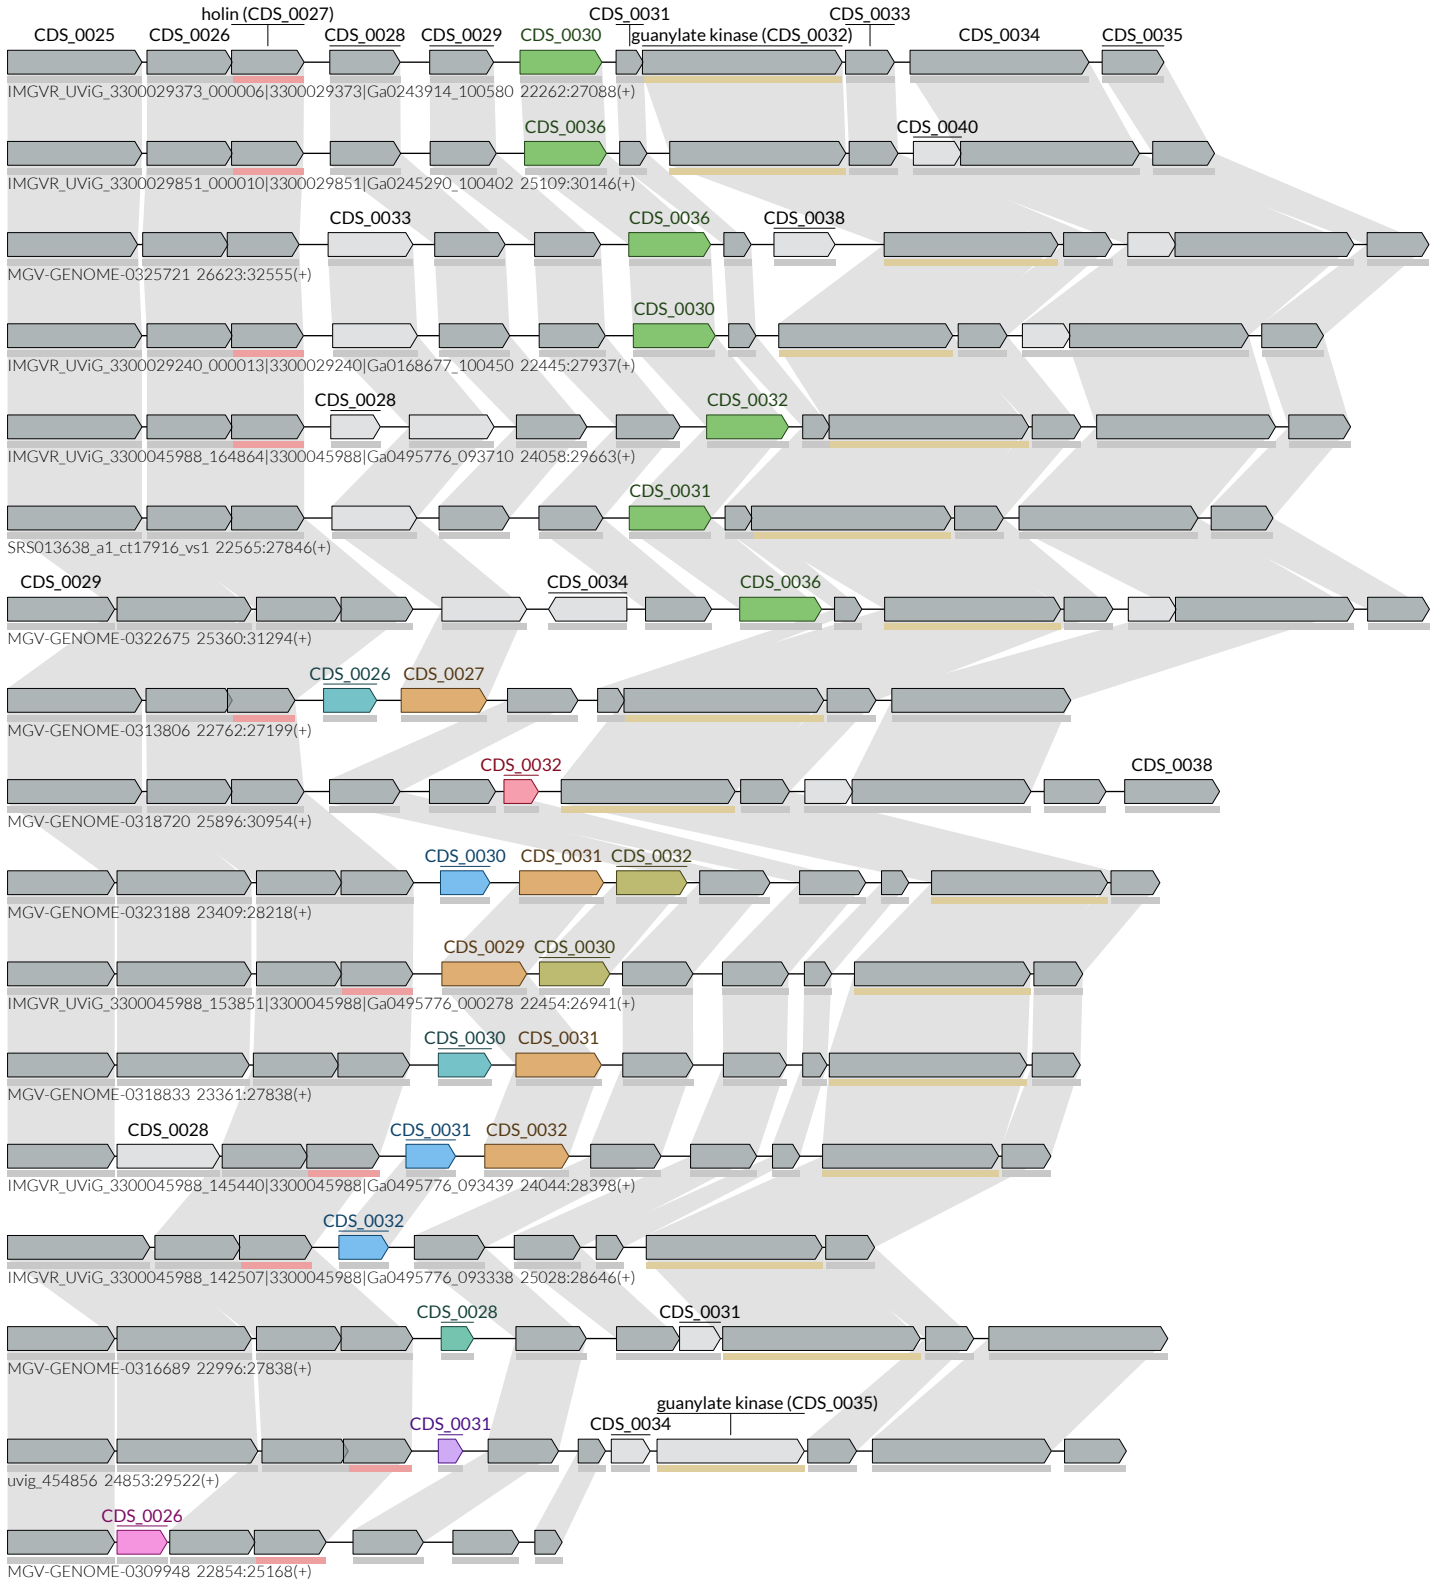 holin (CDS_0027)
CDS_0031
CDS_0033
CDS_0025
CDS_0026
CDS_0028
CDS_0029
CDS_0030
guanylate kinase (CDS_0032)
CDS_0034
CDS_0035
IMGVR_UViG_3300029373_000006|3300029373|Ga0243914_100580 22262:27088(+)
CDS_0036
CDS_0040
IMGVR_UViG_3300029851_000010|3300029851|Ga0245290_100402 25109:30146(+)
CDS_0033
CDS_0036
CDS_0038
MGV-GENOME-0325721 26623:32555(+)
CDS_0030
IMGVR_UViG_3300029240_000013|3300029240|Ga0168677_100450 22445:27937(+)
CDS_0028
CDS_0032
IMGVR_UViG_3300045988_164864|3300045988|Ga0495776_093710 24058:29663(+)
CDS_0031
SRS013638_a1_ct17916_vs1 22565:27846(+)
CDS_0029
CDS_0034
CDS_0036
MGV-GENOME-0322675 25360:31294(+)
CDS_0026
CDS_0027
MGV-GENOME-0313806 22762:27199(+)
CDS_0032
CDS_0038
MGV-GENOME-0318720 25896:30954(+)
CDS_0030
CDS_0031
CDS_0032
MGV-GENOME-0323188 23409:28218(+)
CDS_0029
CDS_0030
IMGVR_UViG_3300045988_153851|3300045988|Ga0495776_000278 22454:26941(+)
CDS_0030
CDS_0031
MGV-GENOME-0318833 23361:27838(+)
CDS_0028
CDS_0031
CDS_0032
IMGVR_UViG_3300045988_145440|3300045988|Ga0495776_093439 24044:28398(+)
CDS_0032
IMGVR_UViG_3300045988_142507|3300045988|Ga0495776_093338 25028:28646(+)
CDS_0028
CDS_0031
MGV-GENOME-0316689 22996:27838(+)
guanylate kinase (CDS_0035)
CDS_0031
CDS_0034
uvig_454856 24853:29522(+)
CDS_0026
MGV-GENOME-0309948 22854:25168(+)